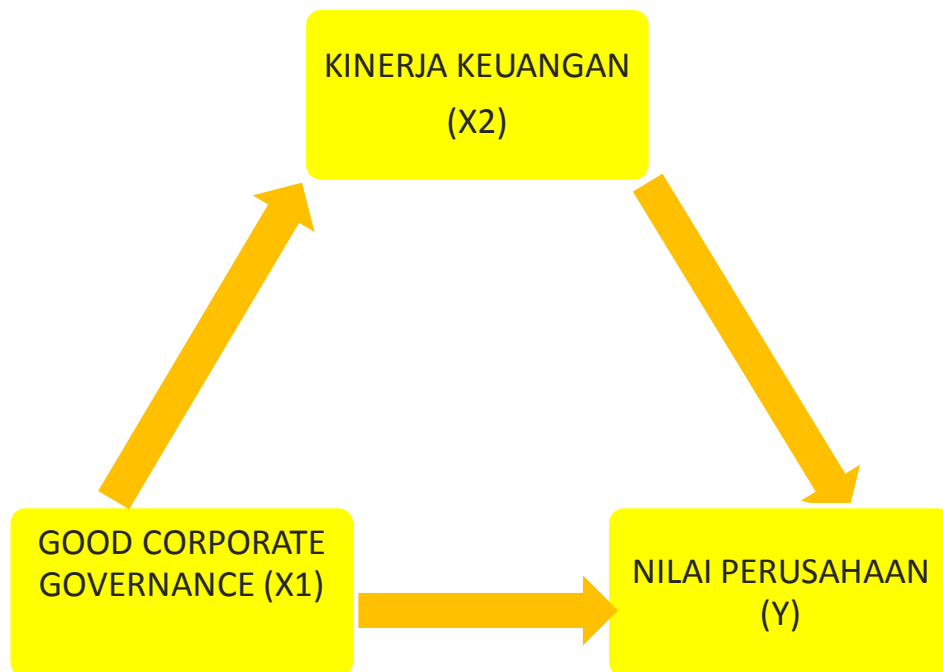 KINERJA KEUANGAN
(X2)
GOOD CORPORATE
GOVERNANCE (X1)
NILAI PERUSAHAAN
(Y)